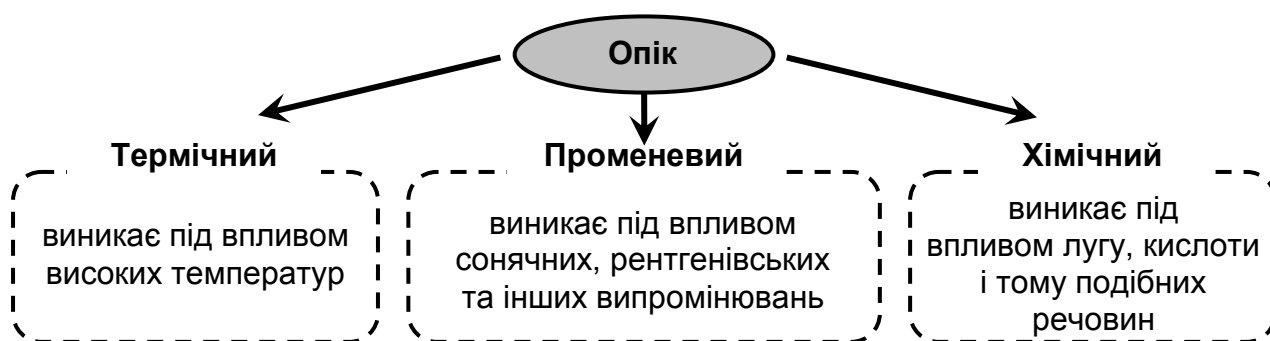 Опік
Термічний
виникає під впливом
високих температур
Променевий
виникає під впливом
сонячних, рентгенівських
та інших випромінювань
Хімічний
виникає під
впливом лугу, кислоти
і тому подібних
речовин